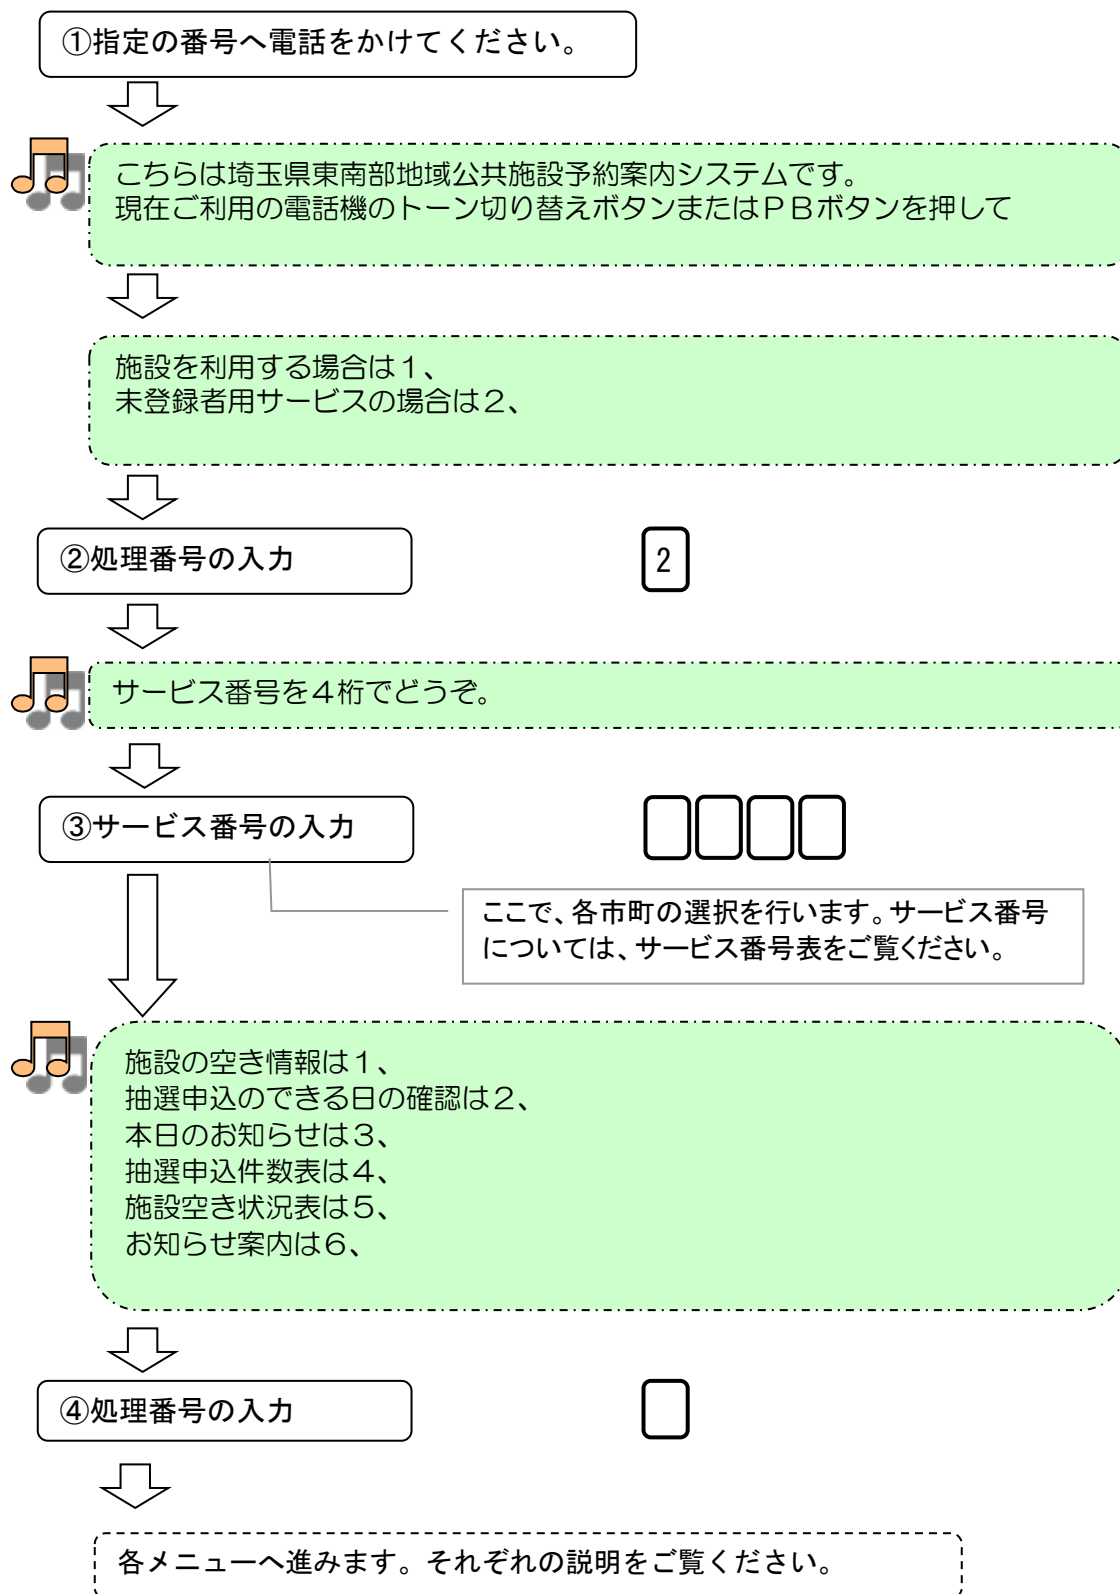 ①指定の番号へ電話をかけてください。
こちらは埼玉県東南部地域公共施設予約案内システムです。
現在ご利用の電話機のトーン切り替えボタンまたはＰＢボタンを押して
施設を利用する場合は１、
未登録者用サービスの場合は２、
②処理番号の入力
2
サービス番号を４桁でどうぞ。
③サービス番号の入力
ここで、各市町の選択を行います。サービス番号
については、サービス番号表をご覧ください。
施設の空き情報は１、
抽選申込のできる日の確認は２、
本日のお知らせは３、
抽選申込件数表は４、
施設空き状況表は５、
お知らせ案内は６、
④処理番号の入力
各メニューへ進みます。それぞれの説明をご覧ください。